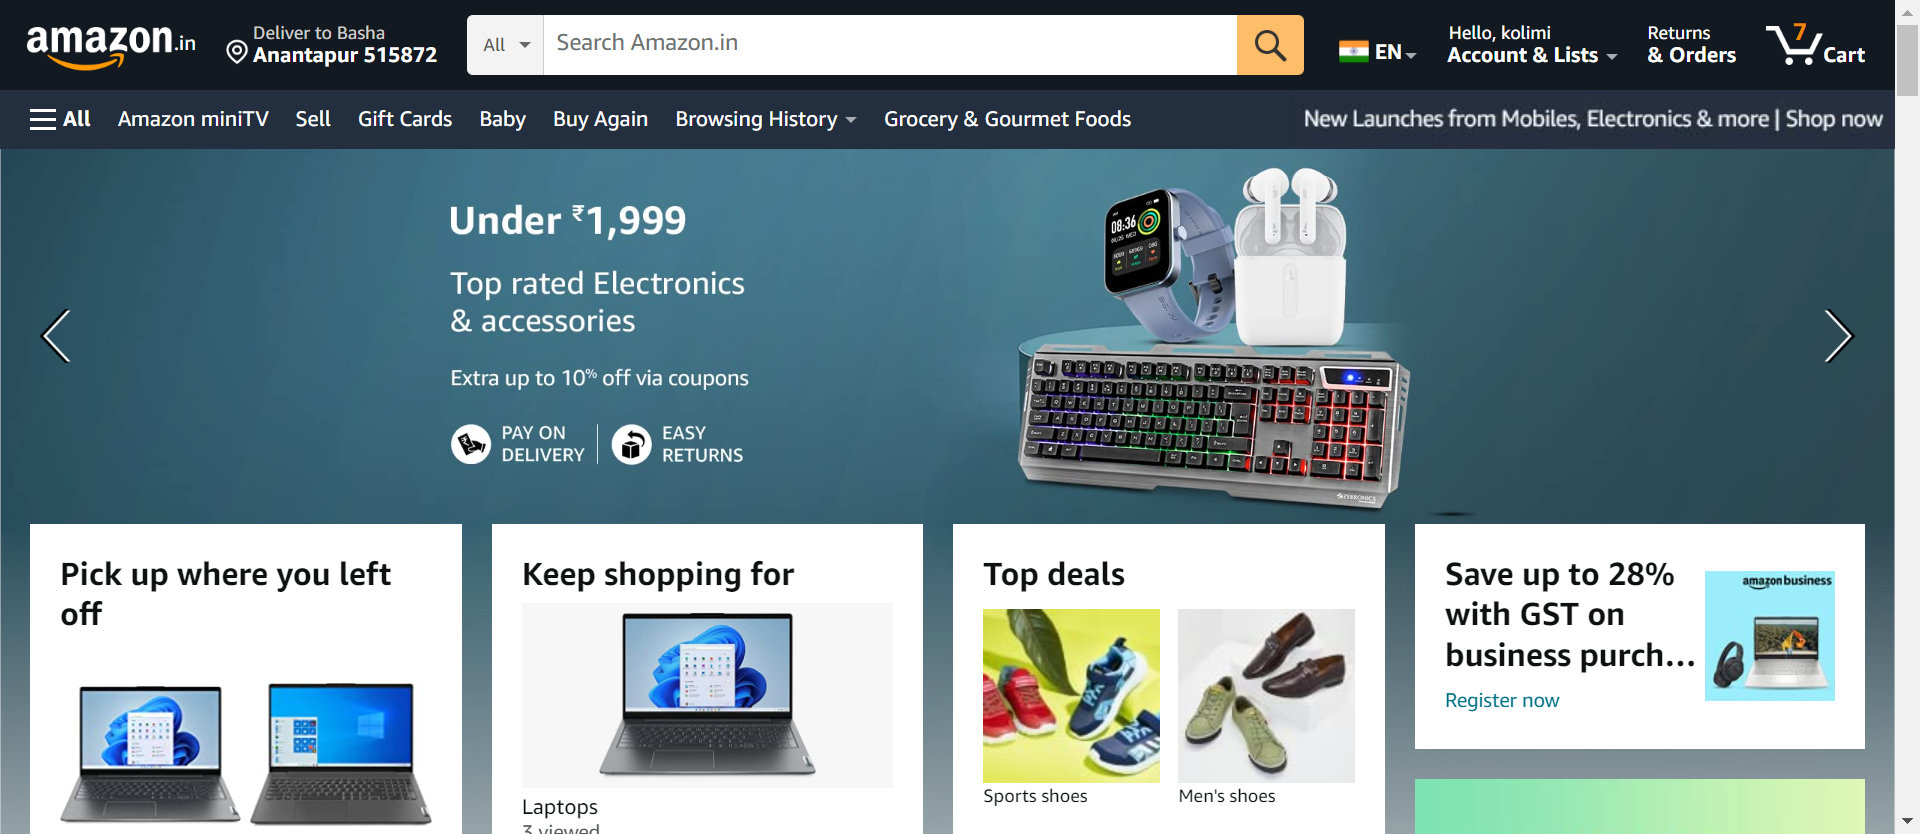 amazon.in
Deliver to Basha
Anantapur 515872
All
Search Amazon.in
EN
Hello, kolimi
Account & Lists
Returns
& Orders
7
Cart
All
Amazon miniTV
Sell
Gift Cards
Baby
Buy Again
Browsing History
Grocery & Gourmet Foods
New Launches from Mobiles, Electronics & more | Shop now
Under ₹1,999
Top rated Electronics
& accessories
Extra up to 10% off via coupons
PAY ON
DELIVERY
EASY
RETURNS
08:36
ZEBRONICS
Pick up where you left
off
Keep shopping for
Laptops
3 viewed
Top deals
Sports shoes
Men's shoes
Save up to 28%
with GST on
business purch...
Register now
amazon business